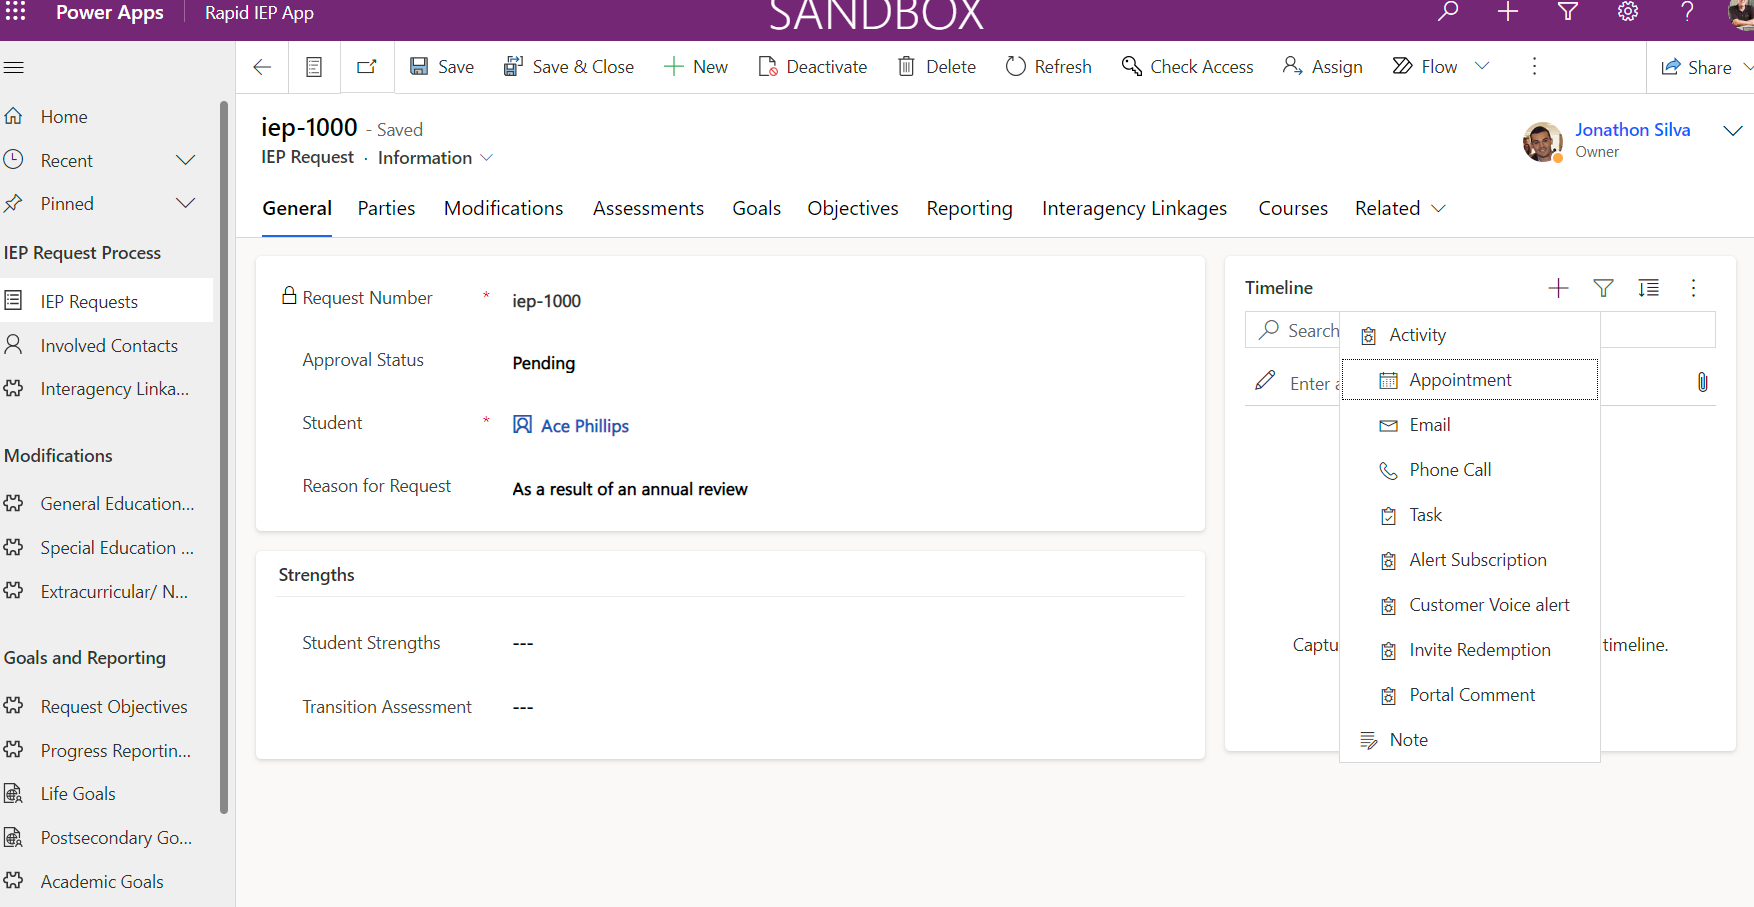 Power Apps
Rapid IEP App
SANDBOX
Save
Save & Close
New
Deactivate
Delete
Refresh
Check Access
Assign
Flow
Share
Home
Recent
Pinned
IEP Request Process
IEP Requests
Involved Contacts
Interagency Linka...
Modifications
General Education...
Special Education ...
Extracurricular/ N...
Goals and Reporting
Request Objectives
Progress Reportin...
Life Goals
Postsecondary Go...
Academic Goals
iep-1000 - Saved
IEP Request · Information
Jonathon Silva
Owner
General
Parties
Modifications
Assessments
Goals
Objectives
Reporting
Interagency Linkages
Courses
Related
Request Number * iep-1000
Approval Status Pending
Student * Ace Phillips
Reason for Request As a result of an annual review
Strengths
Student Strengths ---
Transition Assessment ---
Timeline
Search
Enter
Captu
timeline.
Activity
Appointment
Email
Phone Call
Task
Alert Subscription
Customer Voice alert
Invite Redemption
Portal Comment
Note